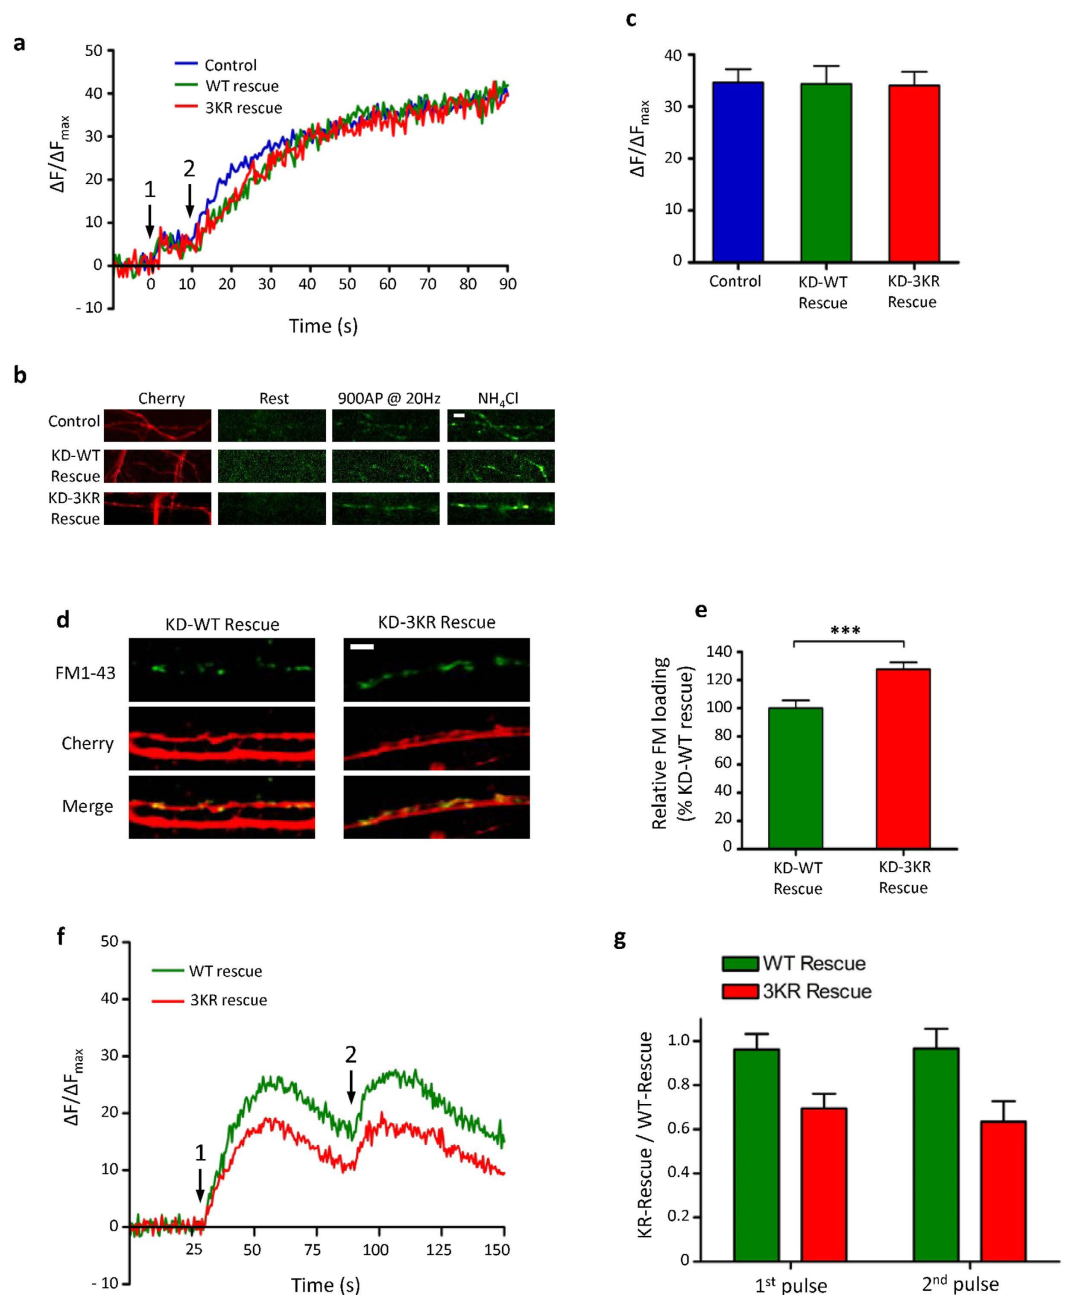 a
50
40
30
20
10
0
- 10
ΔF/ΔFmax
Control
WT rescue
3KR rescue
1
2
0 10 20 30 40 50 60 70 80 90
Time (s)
c
40
30
20
10
0
ΔF/ΔFmax
Control
KD-WT
Rescue
KD-3KR
Rescue
b
Cherry Rest 900AP @ 20Hz NH4Cl
Control
KD-WT
Rescue
KD-3KR
Rescue
d
KD-WT Rescue KD-3KR Rescue
FM1-43
Cherry
Merge
e
***
140
120
100
80
60
40
20
0
Relative FM loading
(% KD-WT rescue)
KD-WT
Rescue
KD-3KR
Rescue
f
50
40
30
20
10
0
- 10
ΔF/ΔFmax
WT rescue
3KR rescue
1
2
25 50 75 100 125 150
Time (s)
g
WT Rescue
3KR Rescue
1.0
0.8
0.6
0.4
0.2
0
KR-Rescue / WT-Rescue
1st pulse 2nd pulse